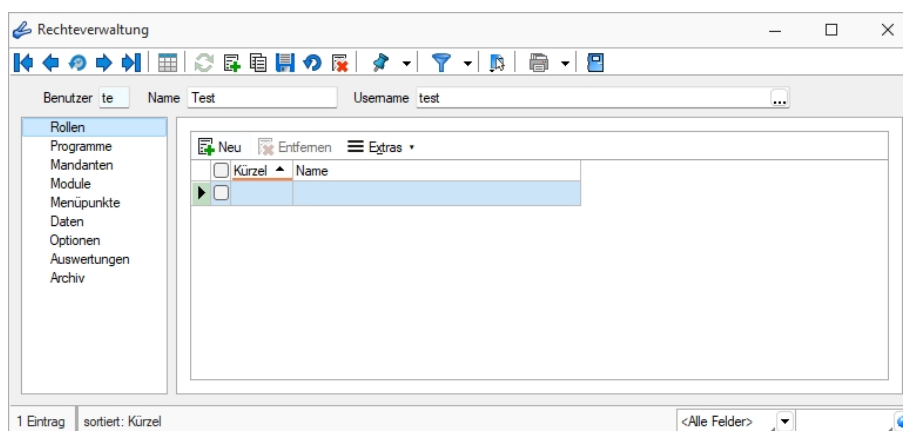 Rechteverwaltung
Benutzer te Name Test Username test ...
Rollen
Programme
Mandanten
Module
Menüpunkte
Daten
Optionen
Auswertungen
Archiv
Neu Entfernen Extras
Kürzel Name
1 Eintrag sortiert: Kürzel <Alle Felder>